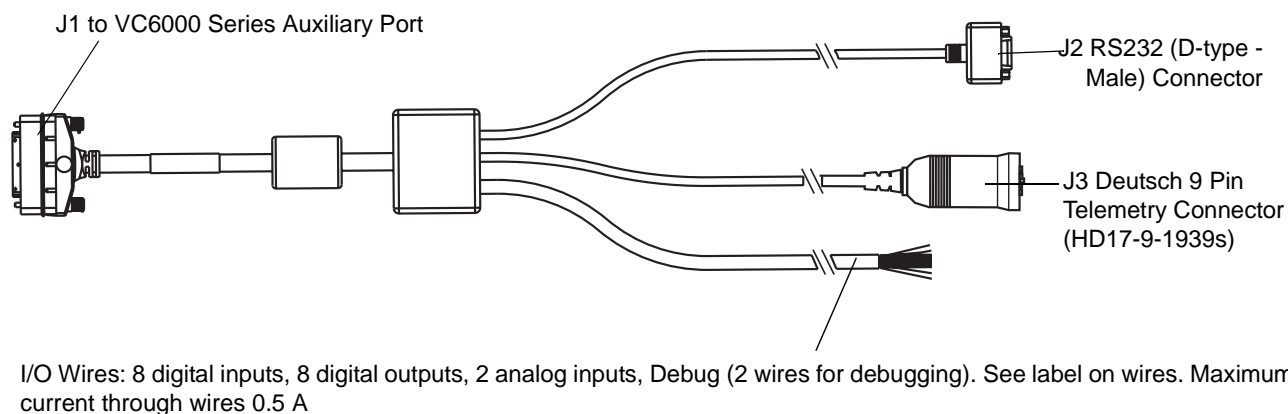 J1 to VC6000 Series Auxiliary Port
J2 RS232 (D-type -
Male) Connector
J3 Deutsch 9 Pin
Telemetry Connector
(HD17-9-1939s)
I/O Wires: 8 digital inputs, 8 digital outputs, 2 analog inputs, Debug (2 wires for debugging). See label on wires. Maximum
current through wires 0.5 A